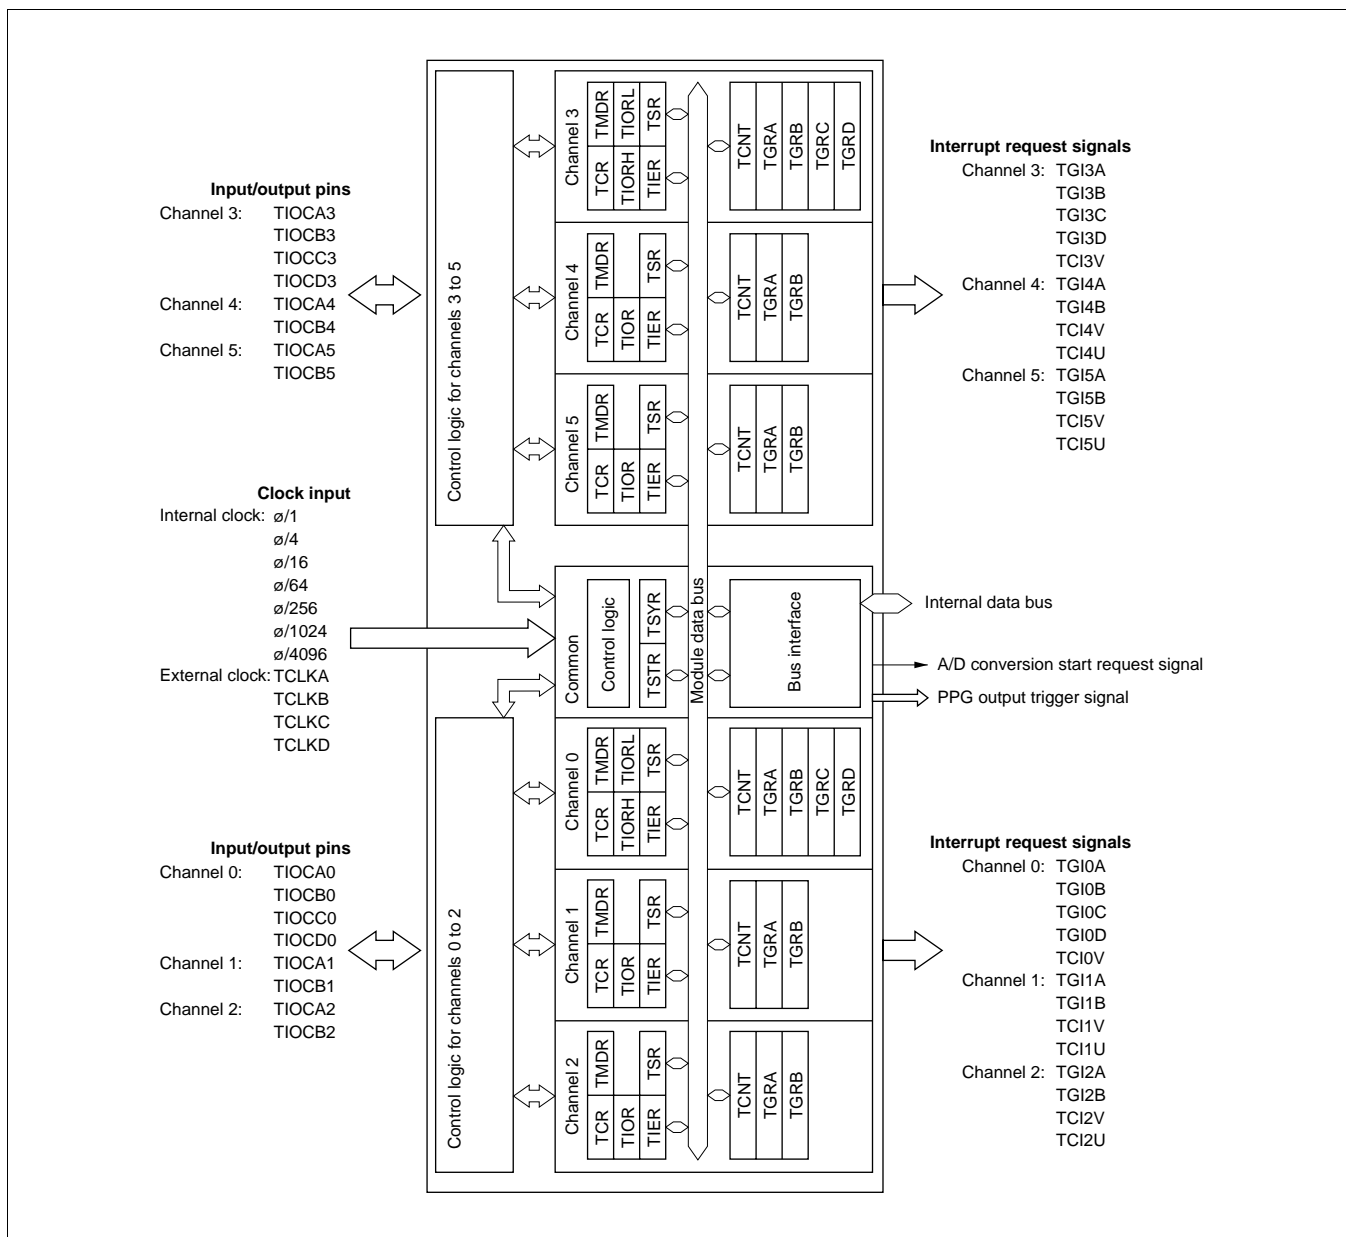 Input/output pins
Channel 3: TIOCA3
TIOCB3
TIOCC3
TIOCD3
Channel 4: TIOCA4
TIOCB4
Channel 5: TIOCA5
TIOCB5
Clock input
Internal clock: ø/1
ø/4
ø/16
ø/64
ø/256
ø/1024
ø/4096
External clock: TCLKA
TCLKB
TCLKC
TCLKD
Input/output pins
Channel 0: TIOCA0
TIOCB0
TIOCC0
TIOCD0
Channel 1: TIOCA1
TIOCB1
Channel 2: TIOCA2
TIOCB2
Control logic for channels 3 to 5
Control logic for channels 0 to 2
Channel 3
TCR TMDR
TIORH TIORL
TIER TSR
TCNT
TGRA
TGRB
TGRC
TGRD
Channel 4
TCR TMDR
TIOR
TIER TSR
TCNT
TGRA
TGRB
Channel 5
TCR TMDR
TIOR
TIER TSR
TCNT
TGRA
TGRB
Common
Control logic
TSTR TSYR
Module data bus
Bus interface
Channel 0
TCR TMDR
TIORH TIORL
TIER TSR
TCNT
TGRA
TGRB
TGRC
TGRD
Channel 1
TCR TMDR
TIOR
TIER TSR
TCNT
TGRA
TGRB
Channel 2
TCR TMDR
TIOR
TIER TSR
TCNT
TGRA
TGRB
Interrupt request signals
Channel 3: TGI3A
TGI3B
TGI3C
TGI3D
TCI3V
Channel 4: TGI4A
TGI4B
TCI4V
TCI4U
Channel 5: TGI5A
TGI5B
TCI5V
TCI5U
Internal data bus
A/D conversion start request signal
PPG output trigger signal
Interrupt request signals
Channel 0: TGI0A
TGI0B
TGI0C
TGI0D
TCI0V
Channel 1: TGI1A
TGI1B
TCI1V
TCI1U
Channel 2: TGI2A
TGI2B
TCI2V
TCI2U